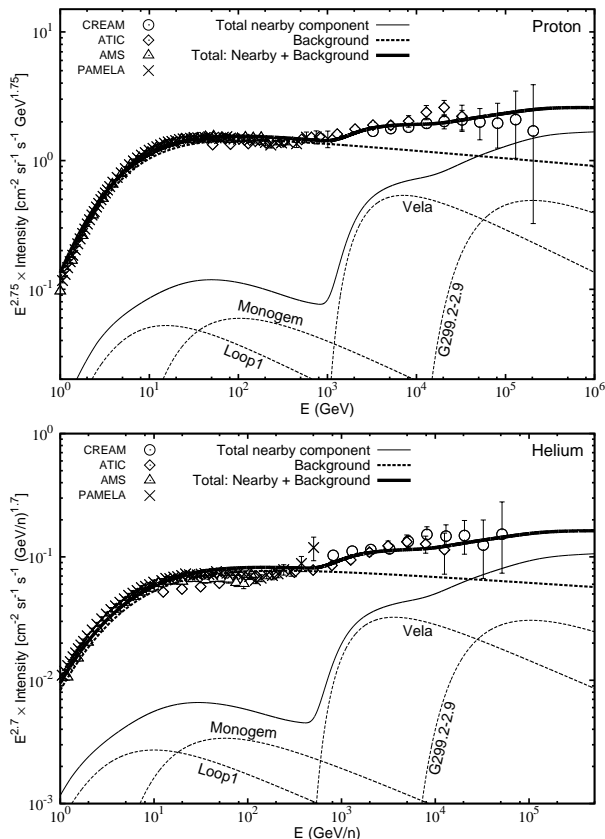 Proton
CREAM
ATIC
AMS
PAMELA
Total nearby component
Background
Total: Nearby + Background
10^1
10^0
10^-1
E^2.75 × Intensity [cm^-2 sr^-1 s^-1 GeV^1.75]
Vela
G299.2-2.9
Monogem
Loop1
10^0 10^1 10^2 10^3 10^4 10^5 10^6
E (GeV)
Helium
CREAM
ATIC
AMS
PAMELA
Total nearby component
Background
Total: Nearby + Background
10^0
10^-1
10^-2
10^-3
E^2.7 × Intensity [cm^-2 sr^-1 s^-1 (GeV/n)^1.7]
Vela
G299.2-2.9
Monogem
Loop1
10^0 10^1 10^2 10^3 10^4 10^5
E (GeV/n)